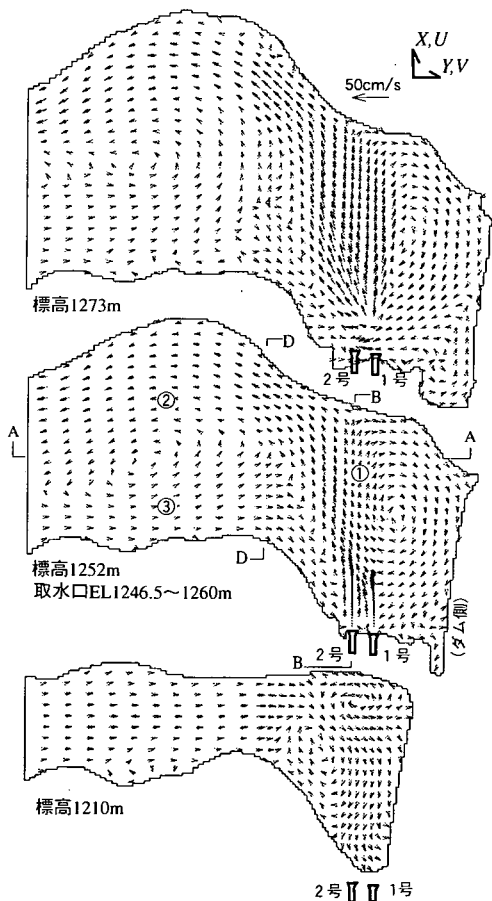 X,U
Y,V
50cm/s
標高1273m
2号
1号
D
B
A
②
①
A
③
D
標高1252m
取水口EL1246.5～1260m
(ダム側)
B
2号
1号
標高1210m
2号
1号